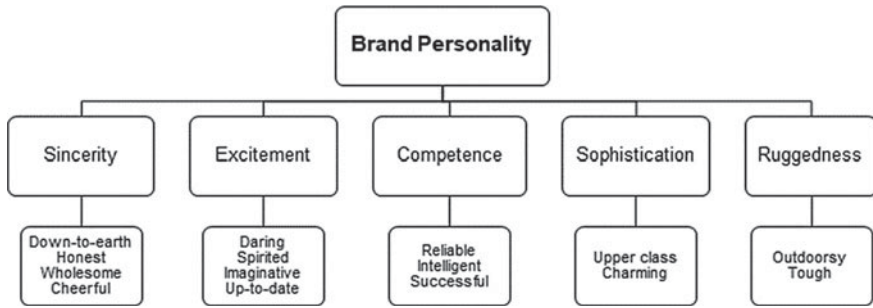 Brand Personality
Sincerity
Excitement
Competence
Sophistication
Ruggedness
Down-to-earth
Honest
Wholesome
Cheerful
Daring
Spirited
Imaginative
Up-to-date
Reliable
Intelligent
Successful
Upper class
Charming
Outdoorsy
Tough